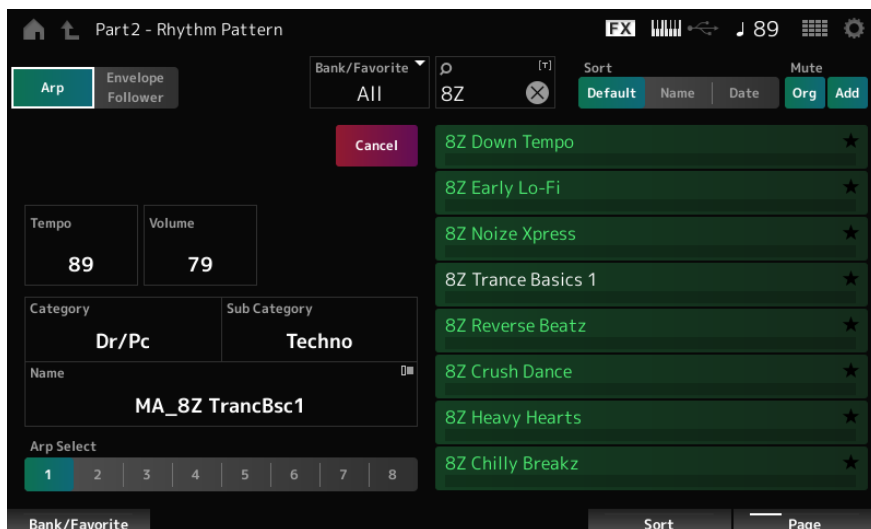 Part2 - Rhythm Pattern
FX
♩ 89
Arp
Envelope
Follower
Bank/Favorite
All
[T]
8Z
Sort
Default
Name
Date
Mute
Org
Add
Cancel
Tempo
89
Volume
79
Category
Dr/Pc
Sub Category
Techno
Name
MA_8Z TrancBsc1
Arp Select
1 2 3 4 5 6 7 8
8Z Down Tempo
8Z Early Lo-Fi
8Z Noize Xpress
8Z Trance Basics 1
8Z Reverse Beatz
8Z Crush Dance
8Z Heavy Hearts
8Z Chilly Breakz
Bank/Favorite
Sort
Page